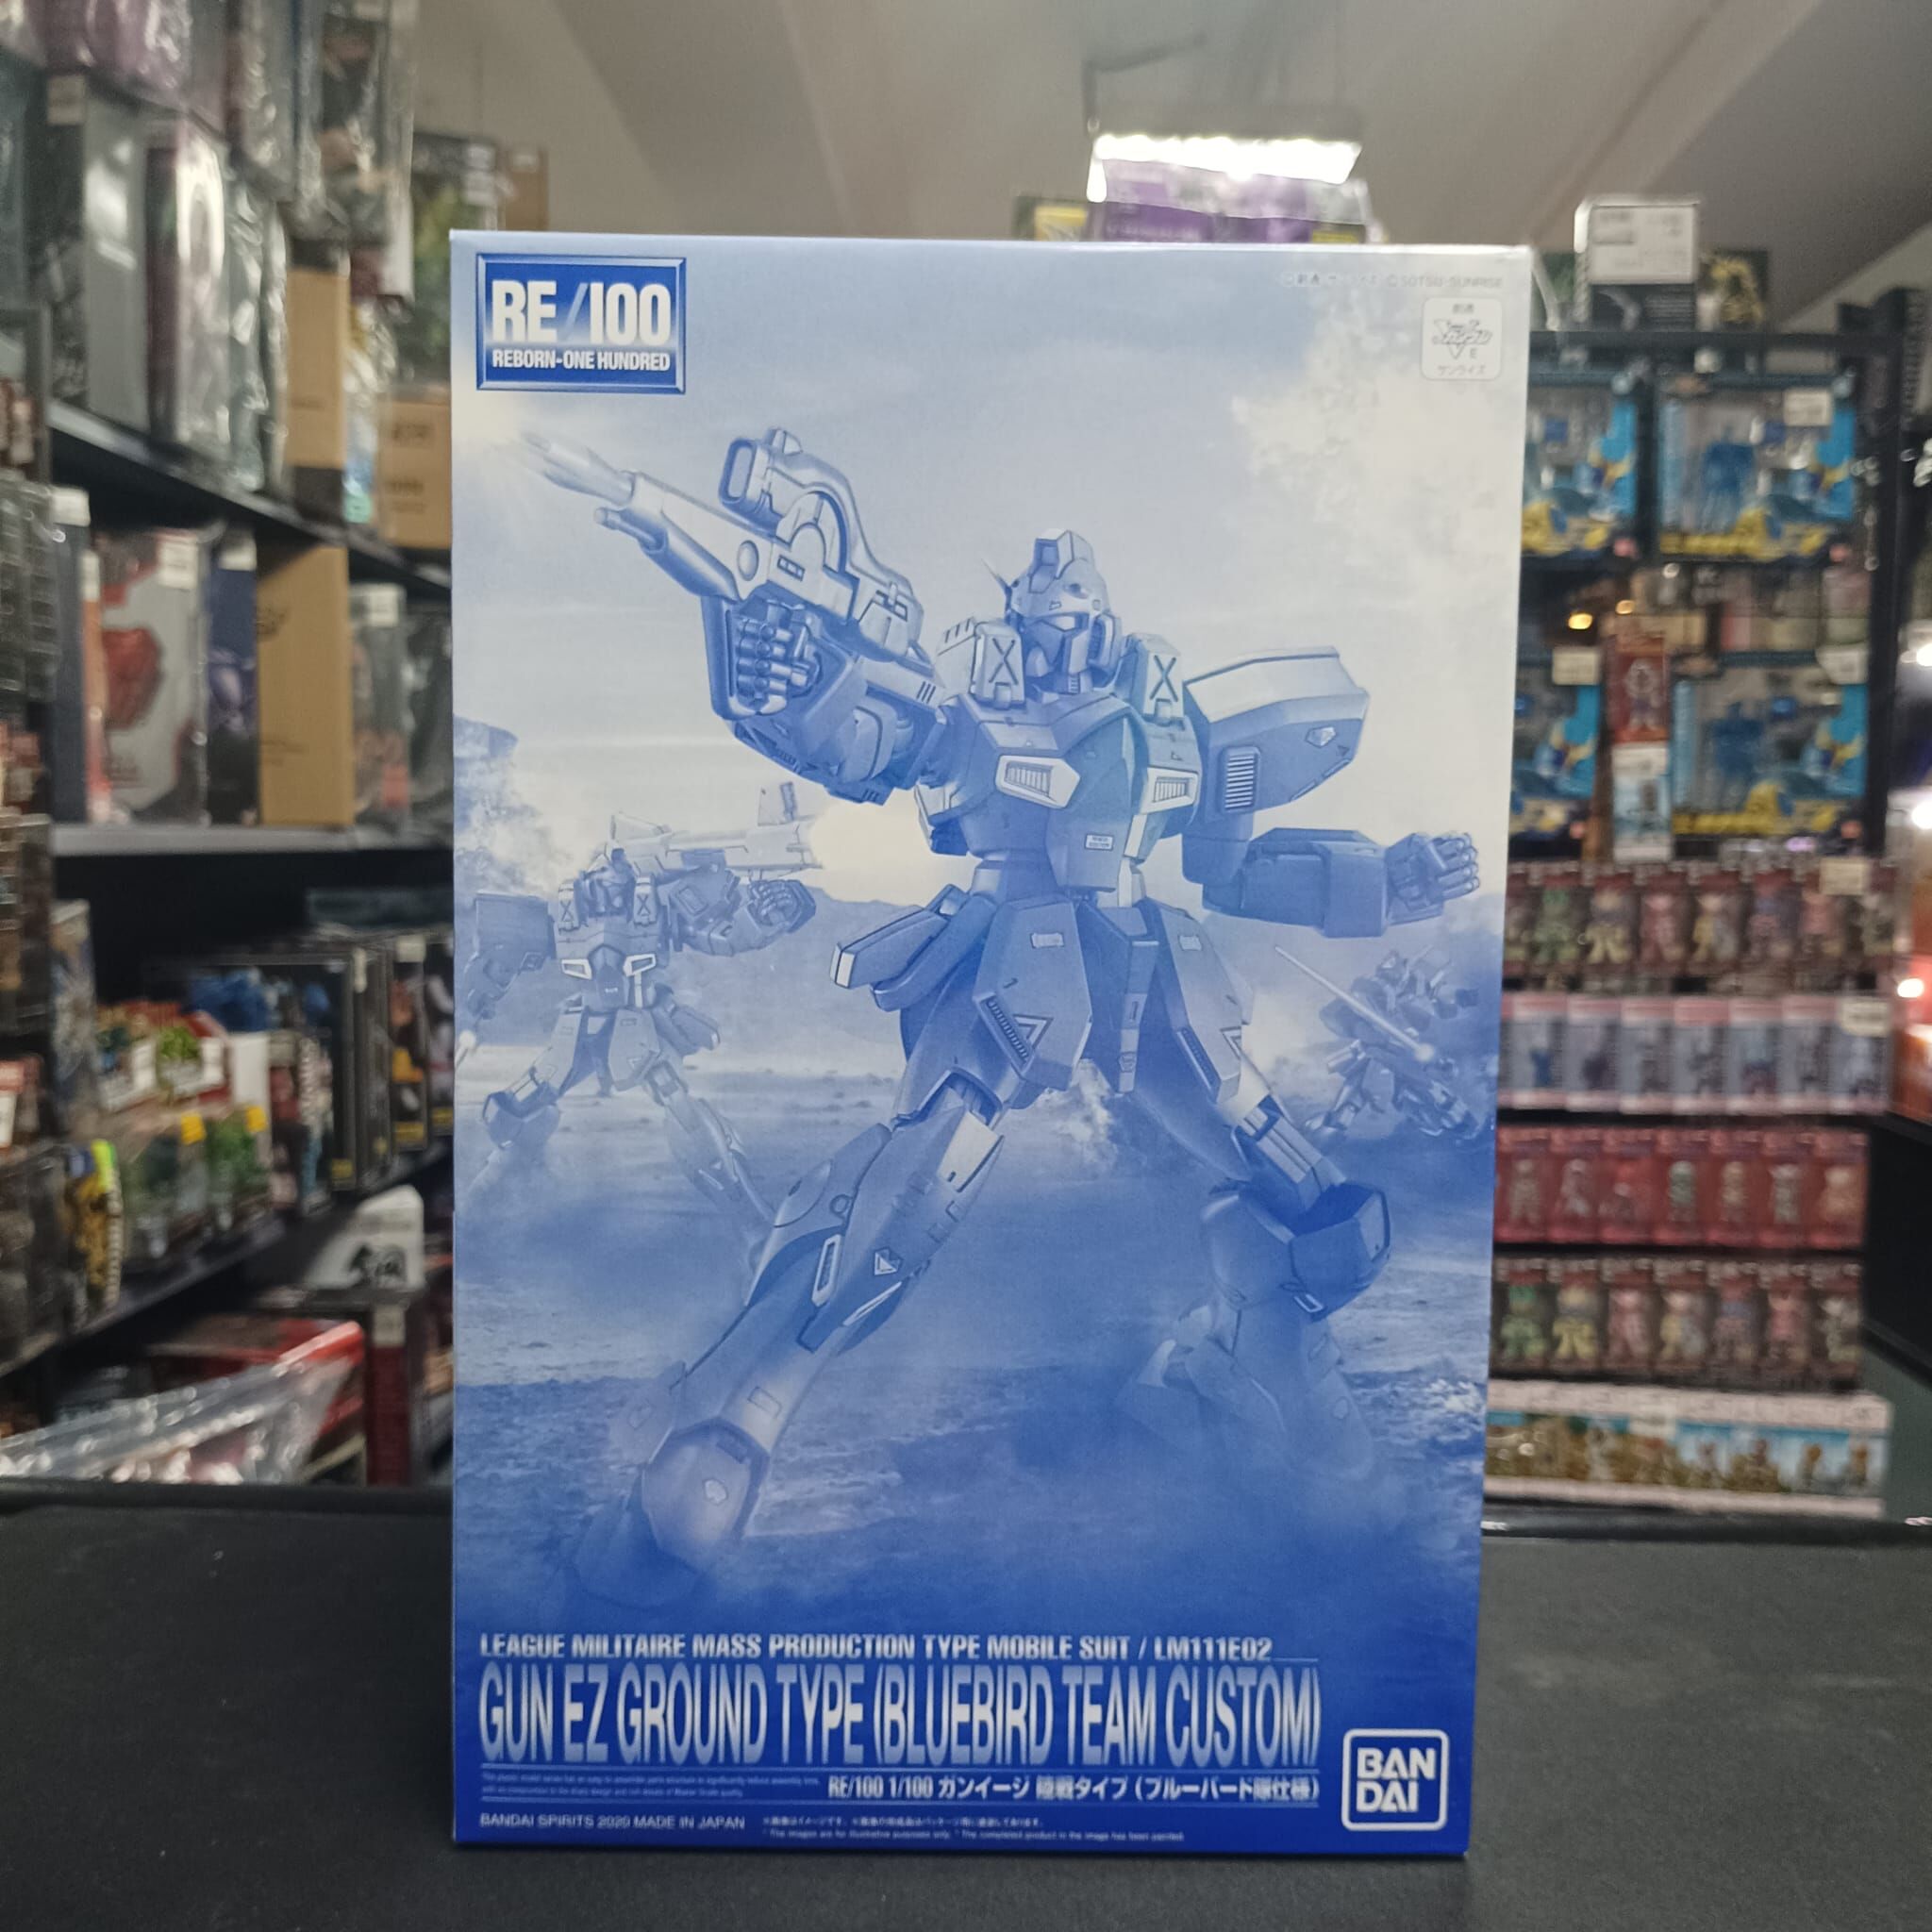 RE/100
REBORN-ONE HUNDRED
©創通・サンライズ ©SOTSU・SUNRISE
創通
サンライズ
LEAGUE MILITAIRE MASS PRODUCTION TYPE MOBILE SUIT / LM111E02
GUN EZ GROUND TYPE (BLUEBIRD TEAM CUSTOM)
RE/100 1/100 ガンイージ 陸戦タイプ (ブルーバード隊仕様)
BANDAI SPIRITS 2020 MADE IN JAPAN
* The images are for illustrative purposes only. * The completed product in the image has been painted.
BAN
DAI